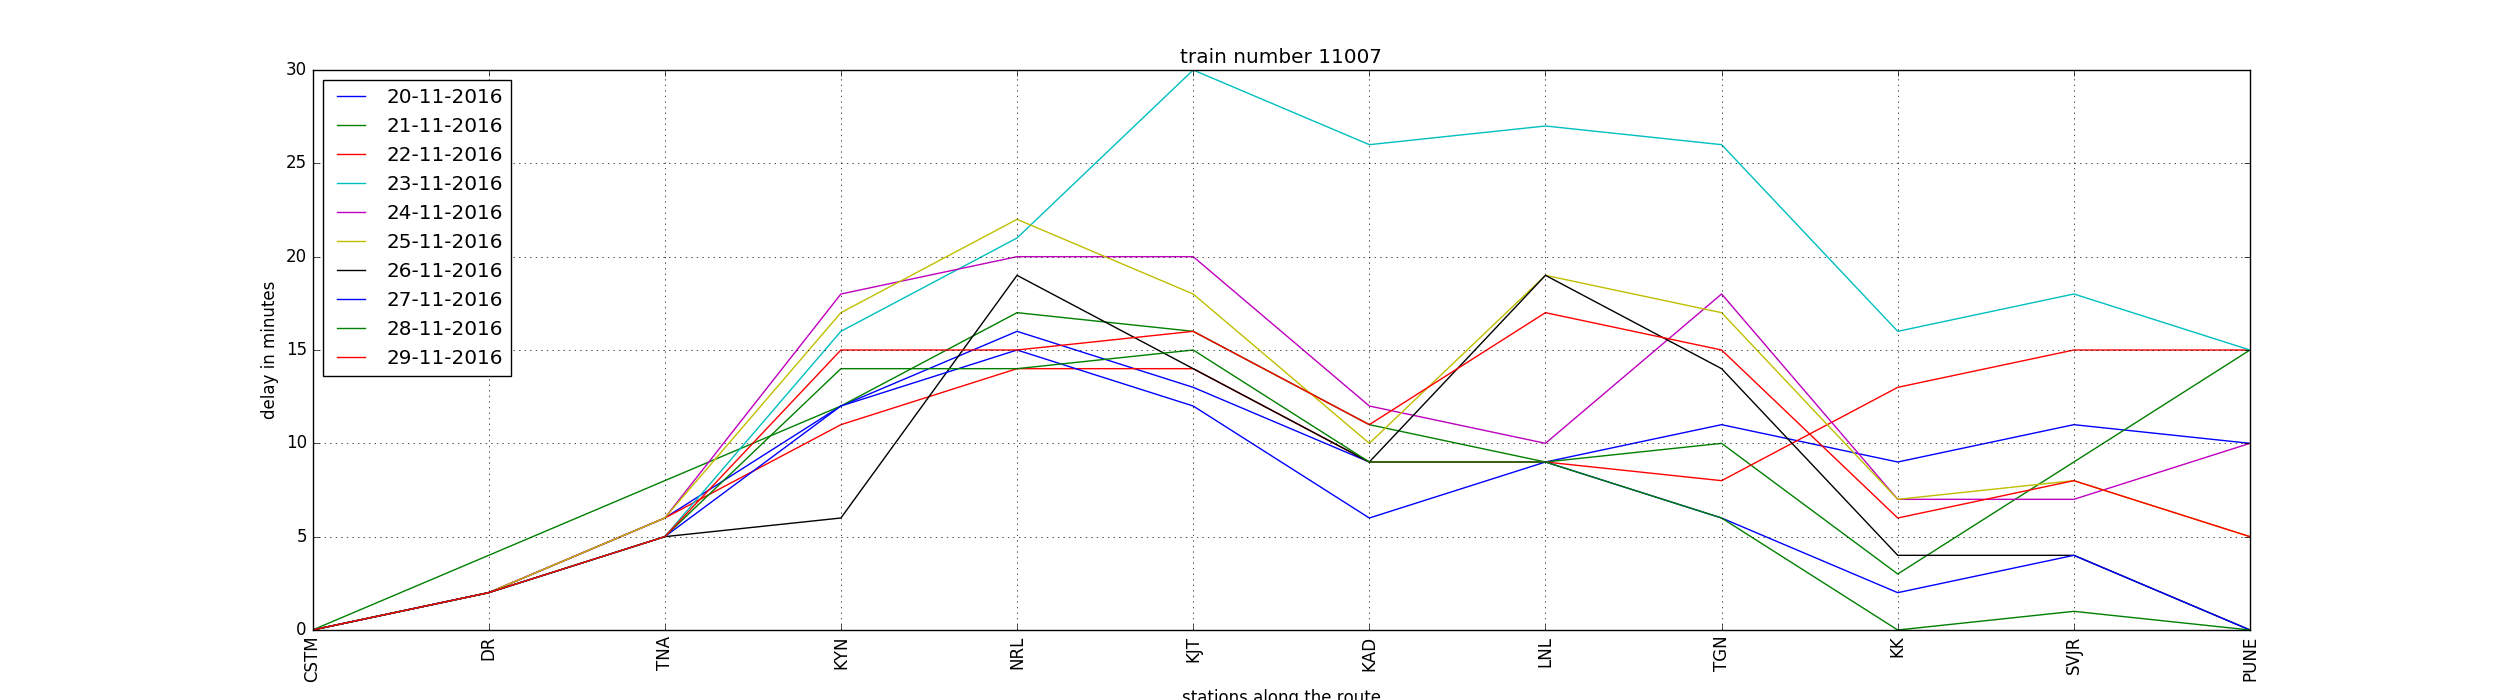 train number 11007
30
25
20
15
10
5
0
delay in minutes
20-11-2016
21-11-2016
22-11-2016
23-11-2016
24-11-2016
25-11-2016
26-11-2016
27-11-2016
28-11-2016
29-11-2016
CSTM
DR
TNA
KYN
NRL
KJT
KAD
LNL
TGN
KK
SVJR
PUNE
stations along the route